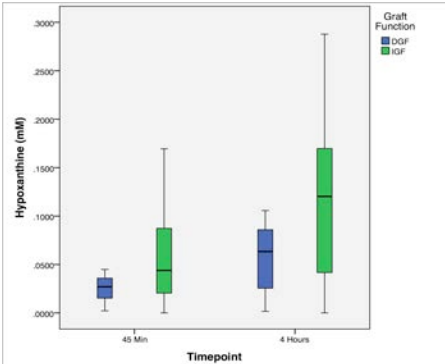 Graft
Function
DGF
IGF
.3000
.2500
.2000
.1500
.1000
.0500
.0000
Hypoxanthine (mM)
45 Min
4 Hours
Timepoint